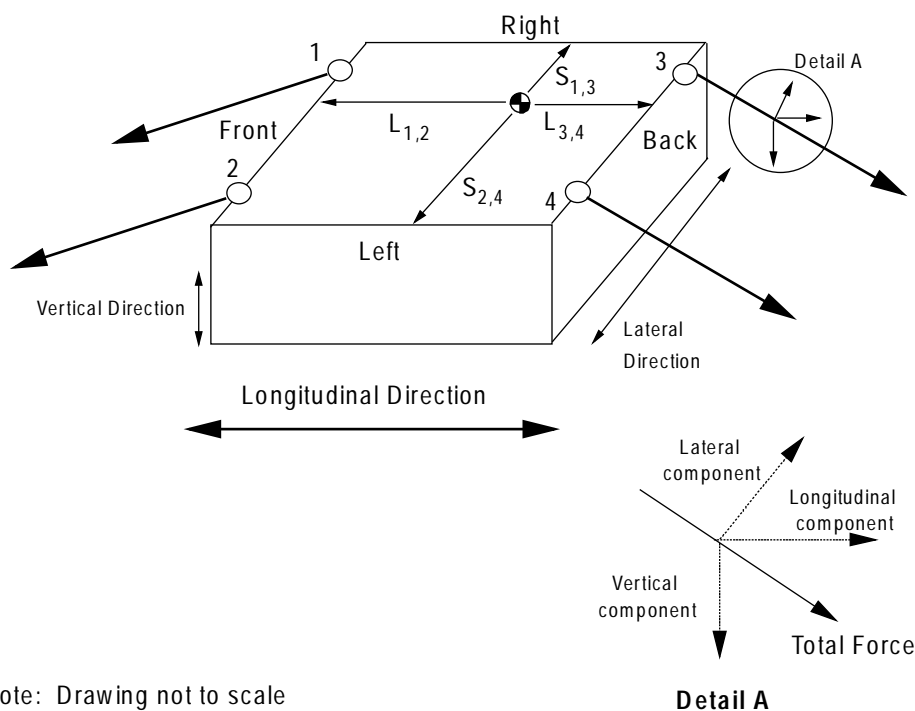 Right
1
3
Detail A
S1,3
Front
L1,2
L3,4
Back
2
4
S2,4
Left
Vertical Direction
Lateral
Direction
Longitudinal Direction
Lateral
component
Longitudinal
component
Vertical
component
Total Force
ote: Drawing not to scale
Detail A